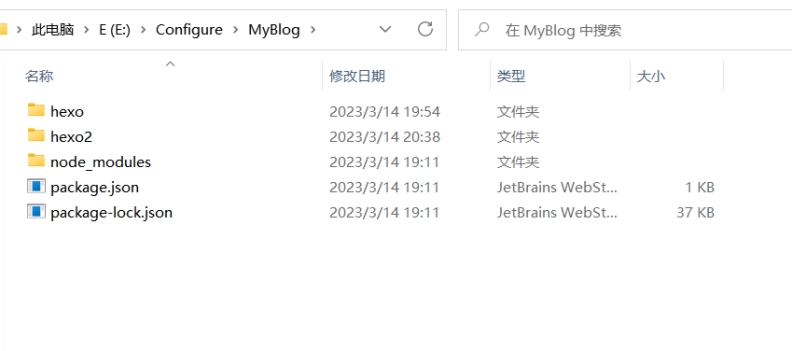 此电脑 › E (E:) › Configure › MyBlog › 在 MyBlog 中搜索
名称 修改日期 类型 大小
hexo 2023/3/14 19:54 文件夹
hexo2 2023/3/14 20:38 文件夹
node_modules 2023/3/14 19:11 文件夹
package.json 2023/3/14 19:11 JetBrains WebSt... 1 KB
package-lock.json 2023/3/14 19:11 JetBrains WebSt... 37 KB